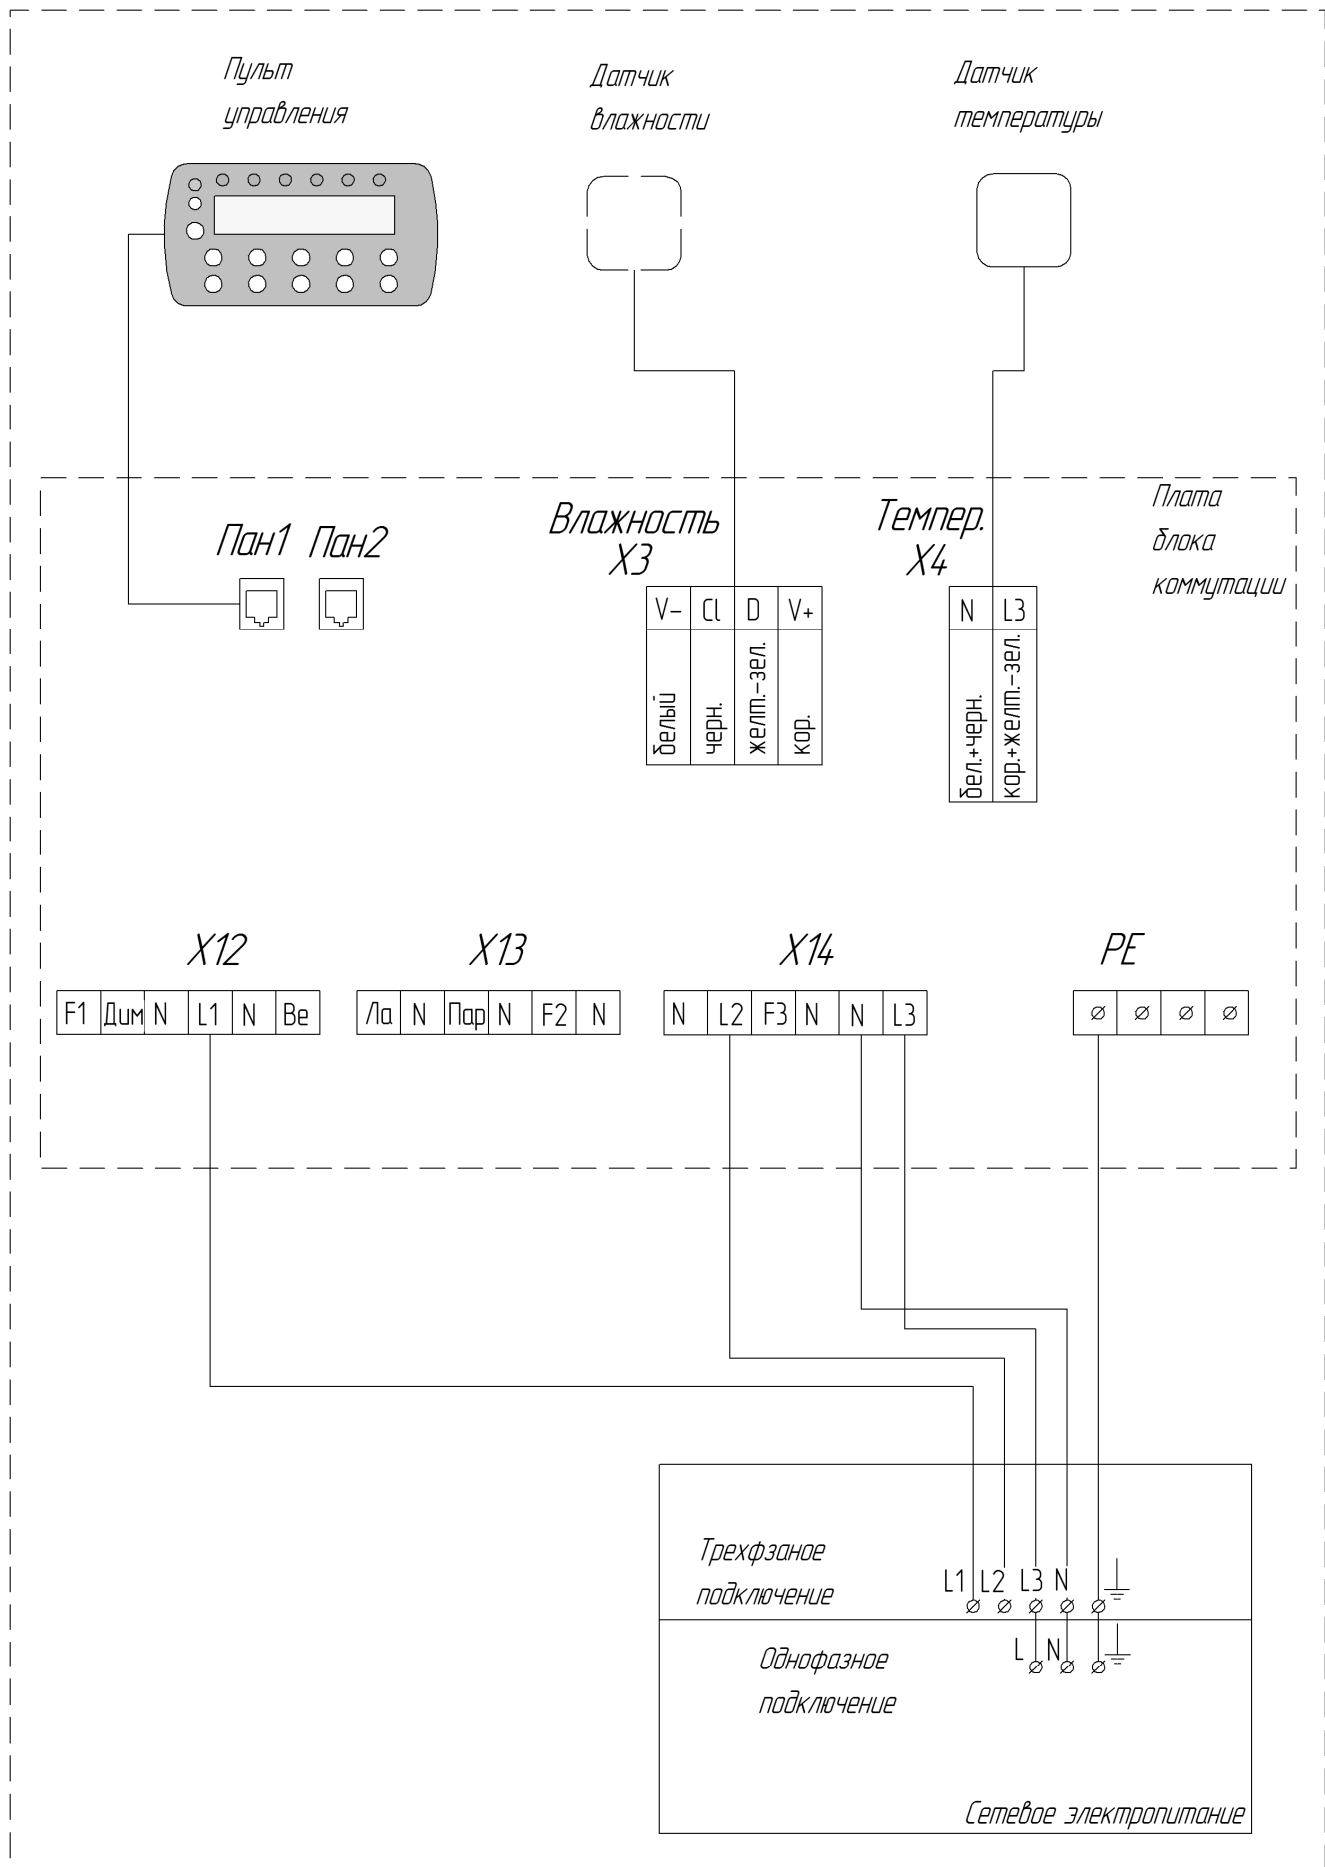 Пульт
управления
Датчик
влажности
Датчик
температуры
Пан1 Пан2
Влажность
X3
Темпер.
X4
Плата
блока
коммутации
V- Cl D V+
белый черн. желт.-зел. кор.
N L3
бел.+черн. кор.+желт.-зел.
X12 X13 X14 PE
F1 Дим N L1 N Ве Ла N Пар N F2 N N L2 F3 N N L3
Трехфзаное
подключение
L1 L2 L3 N
Однофазное
подключение
L N
Сетевое электропитание